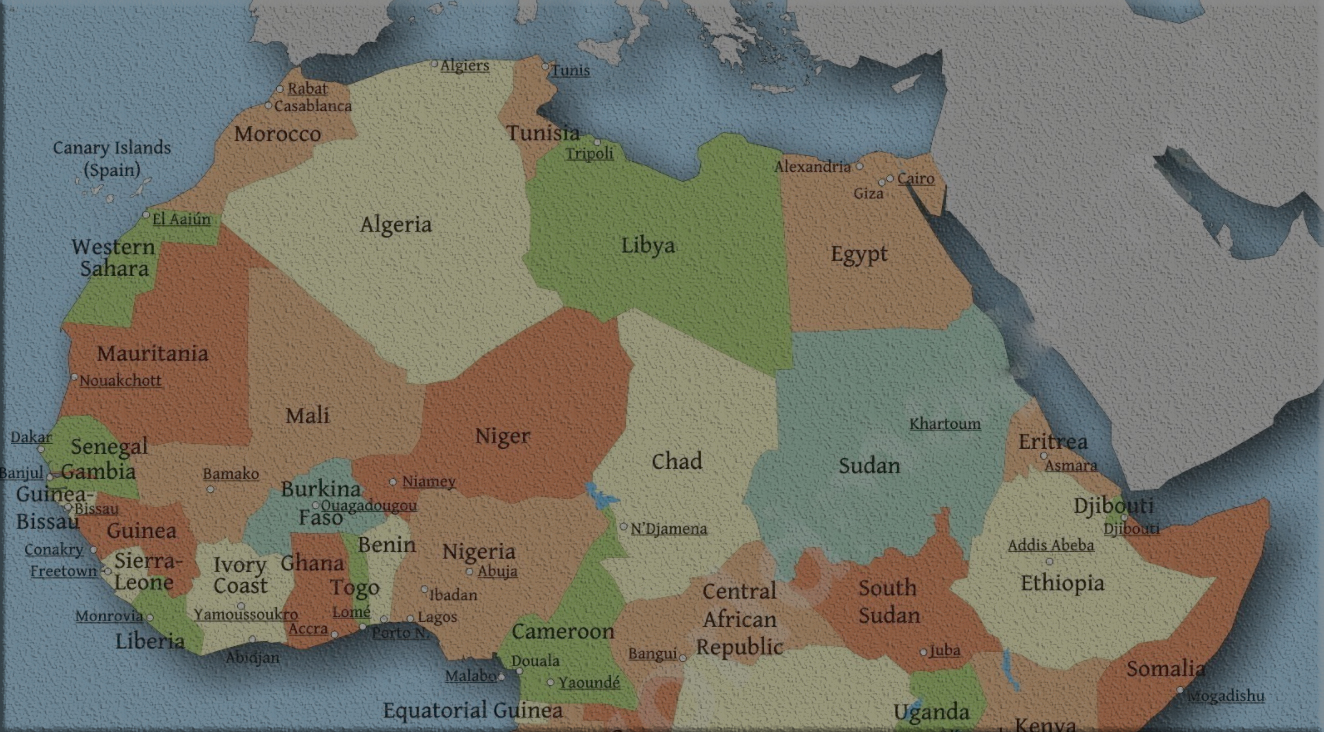 Algiers
Tunis
Rabat
Casablanca
Morocco
Tunisia
Tripoli
Canary Islands
(Spain)
Alexandria
Cairo
Giza
El Aaiún
Western
Sahara
Algeria
Libya
Egypt
Mauritania
Nouakchott
Mali
Niger
Chad
Sudan
Khartoum
Eritrea
Asmara
Dakar
Senegal
Banjul
Gambia
Guinea-
Bissau
Bissau
Bamako
Burkina
Faso
Ouagadougou
Niamey
N'Djamena
Djibouti
Djibouti
Guinea
Conakry
Freetown
Sierra-
Leone
Ivory
Coast
Yamoussoukro
Ghana
Togo
Benin
Nigeria
Abuja
Ibadan
Lagos
Lomé
Accra
Porto N.
Monrovia
Liberia
Abidjan
Cameroon
Douala
Malabo
Yaoundé
Equatorial Guinea
Central
African
Republic
Bangui
South
Sudan
Juba
Addis Abeba
Ethiopia
Somalia
Mogadishu
Uganda
Kenya